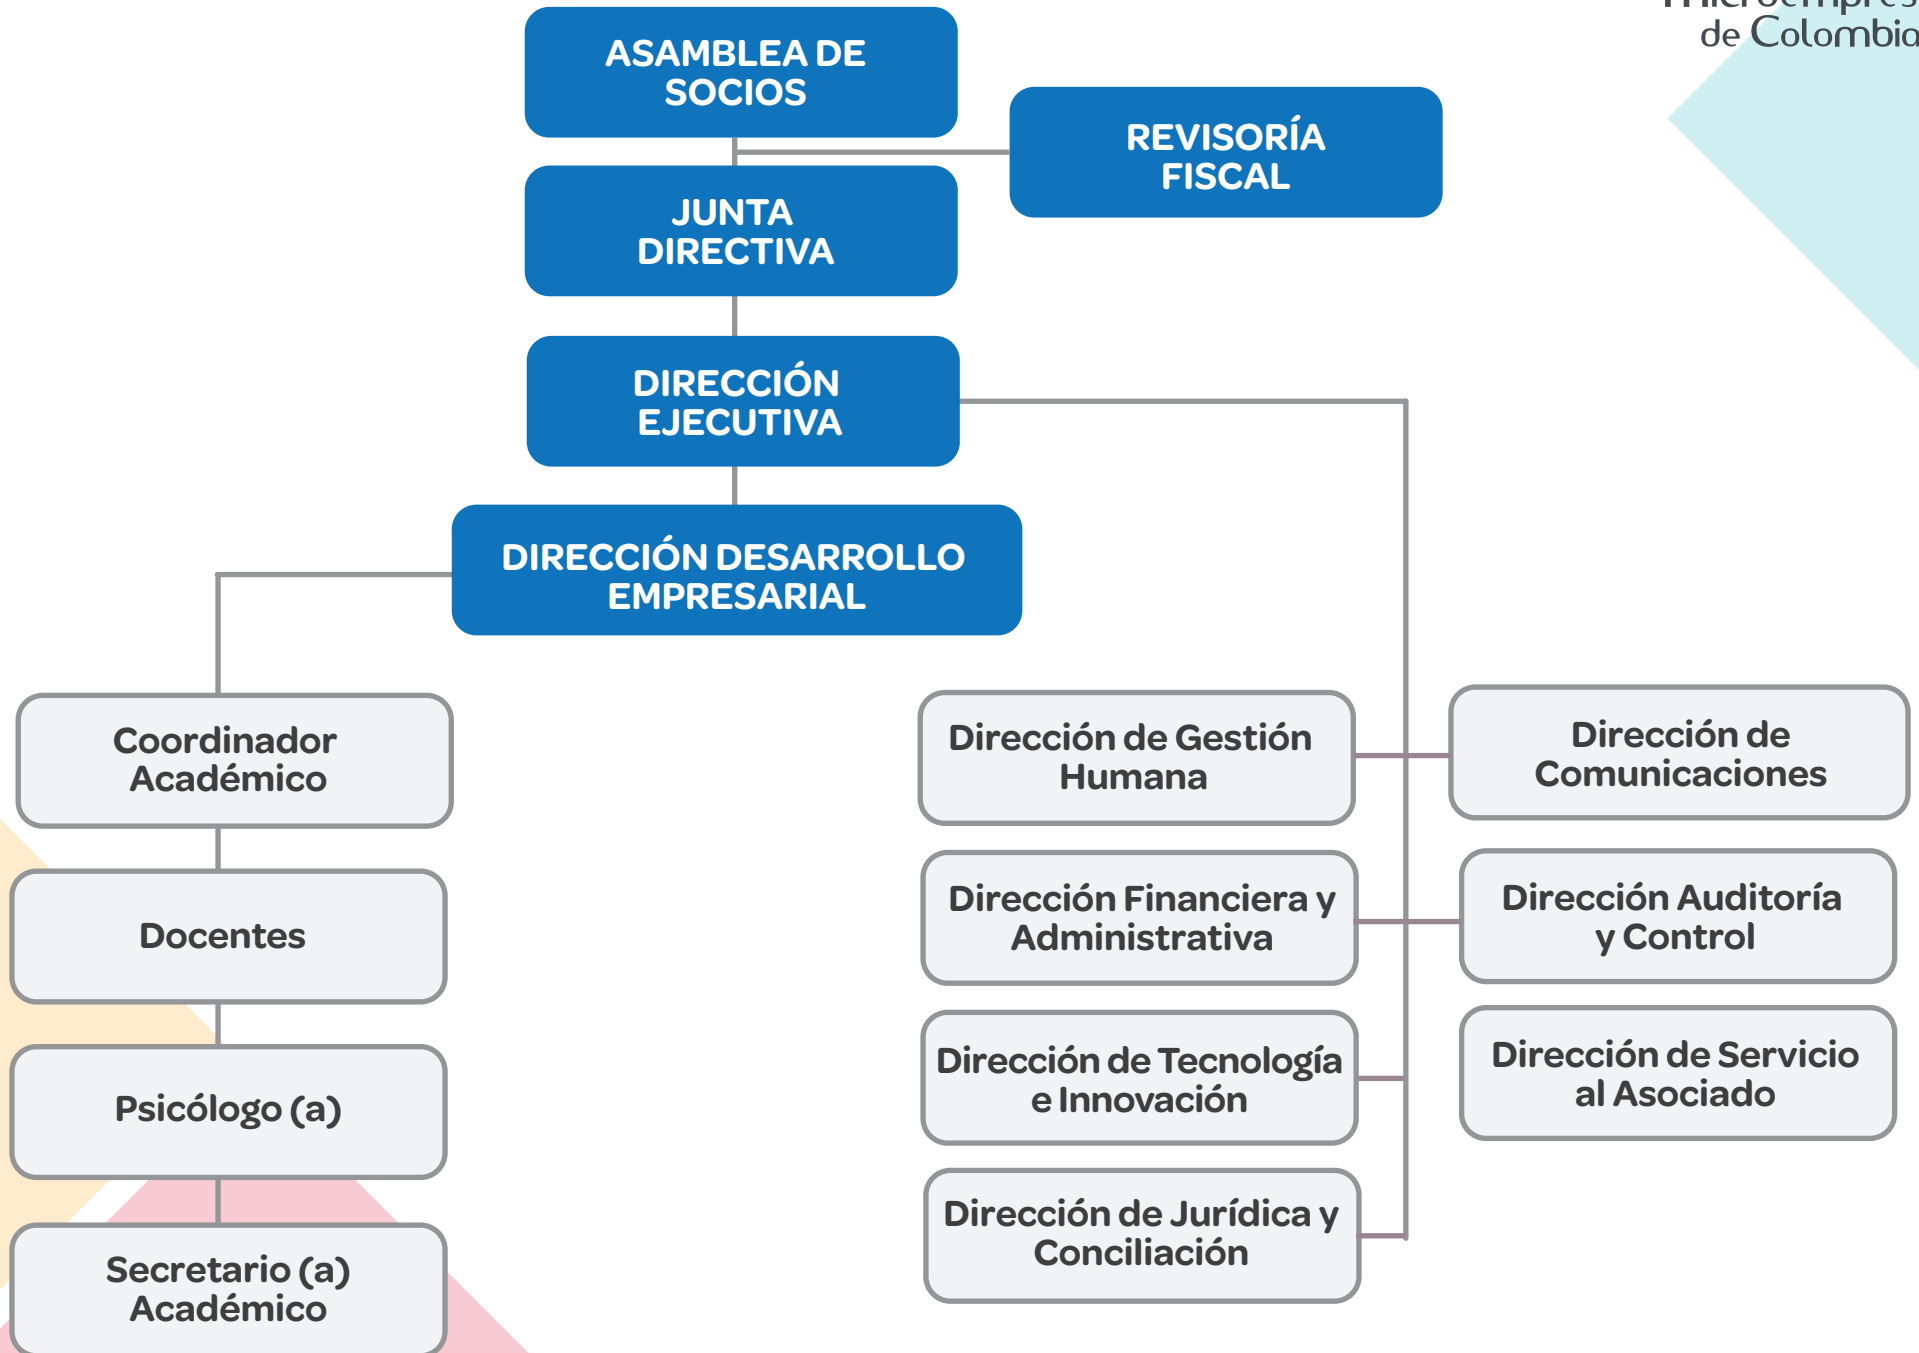 de Colombia
ASAMBLEA DE
SOCIOS
REVISORÍA
FISCAL
JUNTA
DIRECTIVA
DIRECCIÓN
EJECUTIVA
DIRECCIÓN DESARROLLO
EMPRESARIAL
Coordinador
Académico
Docentes
Psicólogo (a)
Secretario (a)
Académico
Dirección de Gestión
Humana
Dirección de
Comunicaciones
Dirección Financiera y
Administrativa
Dirección Auditoría
y Control
Dirección de Tecnología
e Innovación
Dirección de Servicio
al Asociado
Dirección de Jurídica y
Conciliación